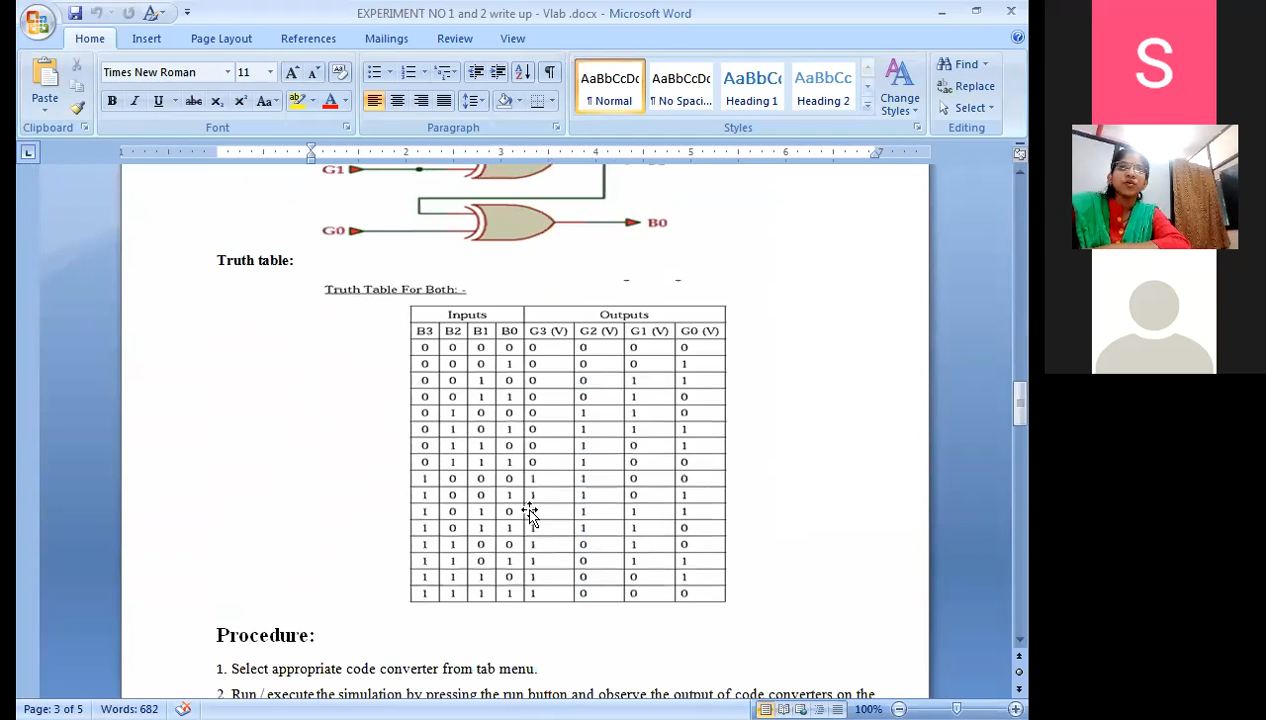 EXPERIMENT NO 1 and 2 write up - Vlab .docx - Microsoft Word
Home Insert Page Layout References Mailings Review View
Paste
Clipboard
Times New Roman 11
B I U abc x₂ x² Aa A
Font
Paragraph
AaBbCcDc AaBbCcDc AaBbC AaBbCc
¶ Normal ¶ No Spaci... Heading 1 Heading 2
Change Styles
Styles
Find
Replace
Select
Editing
1 2 3 4 5 6 7
G1
G0 B0
Truth table:
Truth Table For Both: -
Inputs Outputs
B3 B2 B1 B0 G3 (V) G2 (V) G1 (V) G0 (V)
0 0 0 0 0 0 0 0
0 0 0 1 0 0 0 1
0 0 1 0 0 0 1 1
0 0 1 1 0 0 1 0
0 1 0 0 0 1 1 0
0 1 0 1 0 1 1 1
0 1 1 0 0 1 0 1
0 1 1 1 0 1 0 0
1 0 0 0 1 1 0 0
1 0 0 1 1 1 0 1
1 0 1 0 1 1 1
1 0 1 1 1 1 1 0
1 1 0 0 1 0 1 0
1 1 0 1 1 0 1 1
1 1 1 0 1 0 0 1
1 1 1 1 1 0 0 0
Procedure:
1. Select appropriate code converter from tab menu.
2. Run / execute the simulation by pressing the run button and observe the output of code converters on the
Page: 3 of 5 Words: 682 100%
S